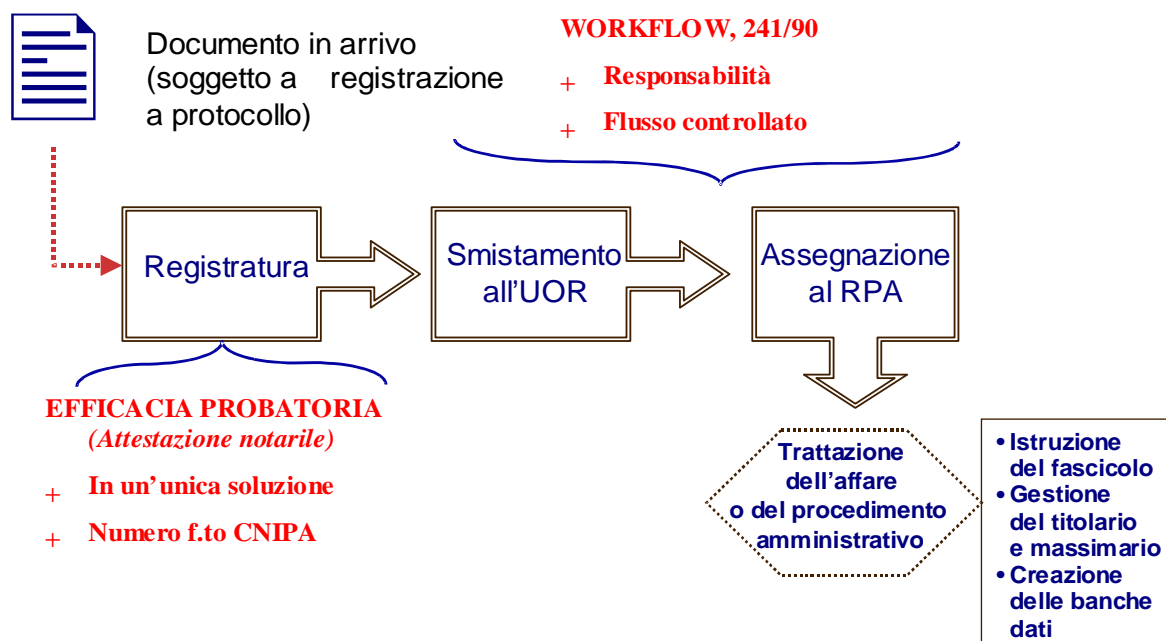 Documento in arrivo
(soggetto a registrazione
a protocollo)
WORKFLOW, 241/90
+ Responsabilità
+ Flusso controllato
Registratura
Smistamento
all'UOR
Assegnazione
al RPA
EFFICACIA PROBATORIA
(Attestazione notarile)
+ In un'unica soluzione
+ Numero f.to CNIPA
Trattazione
dell'affare
o del procedimento
amministrativo
• Istruzione
del fascicolo
• Gestione
del titolario
e massimario
• Creazione
delle banche
dati